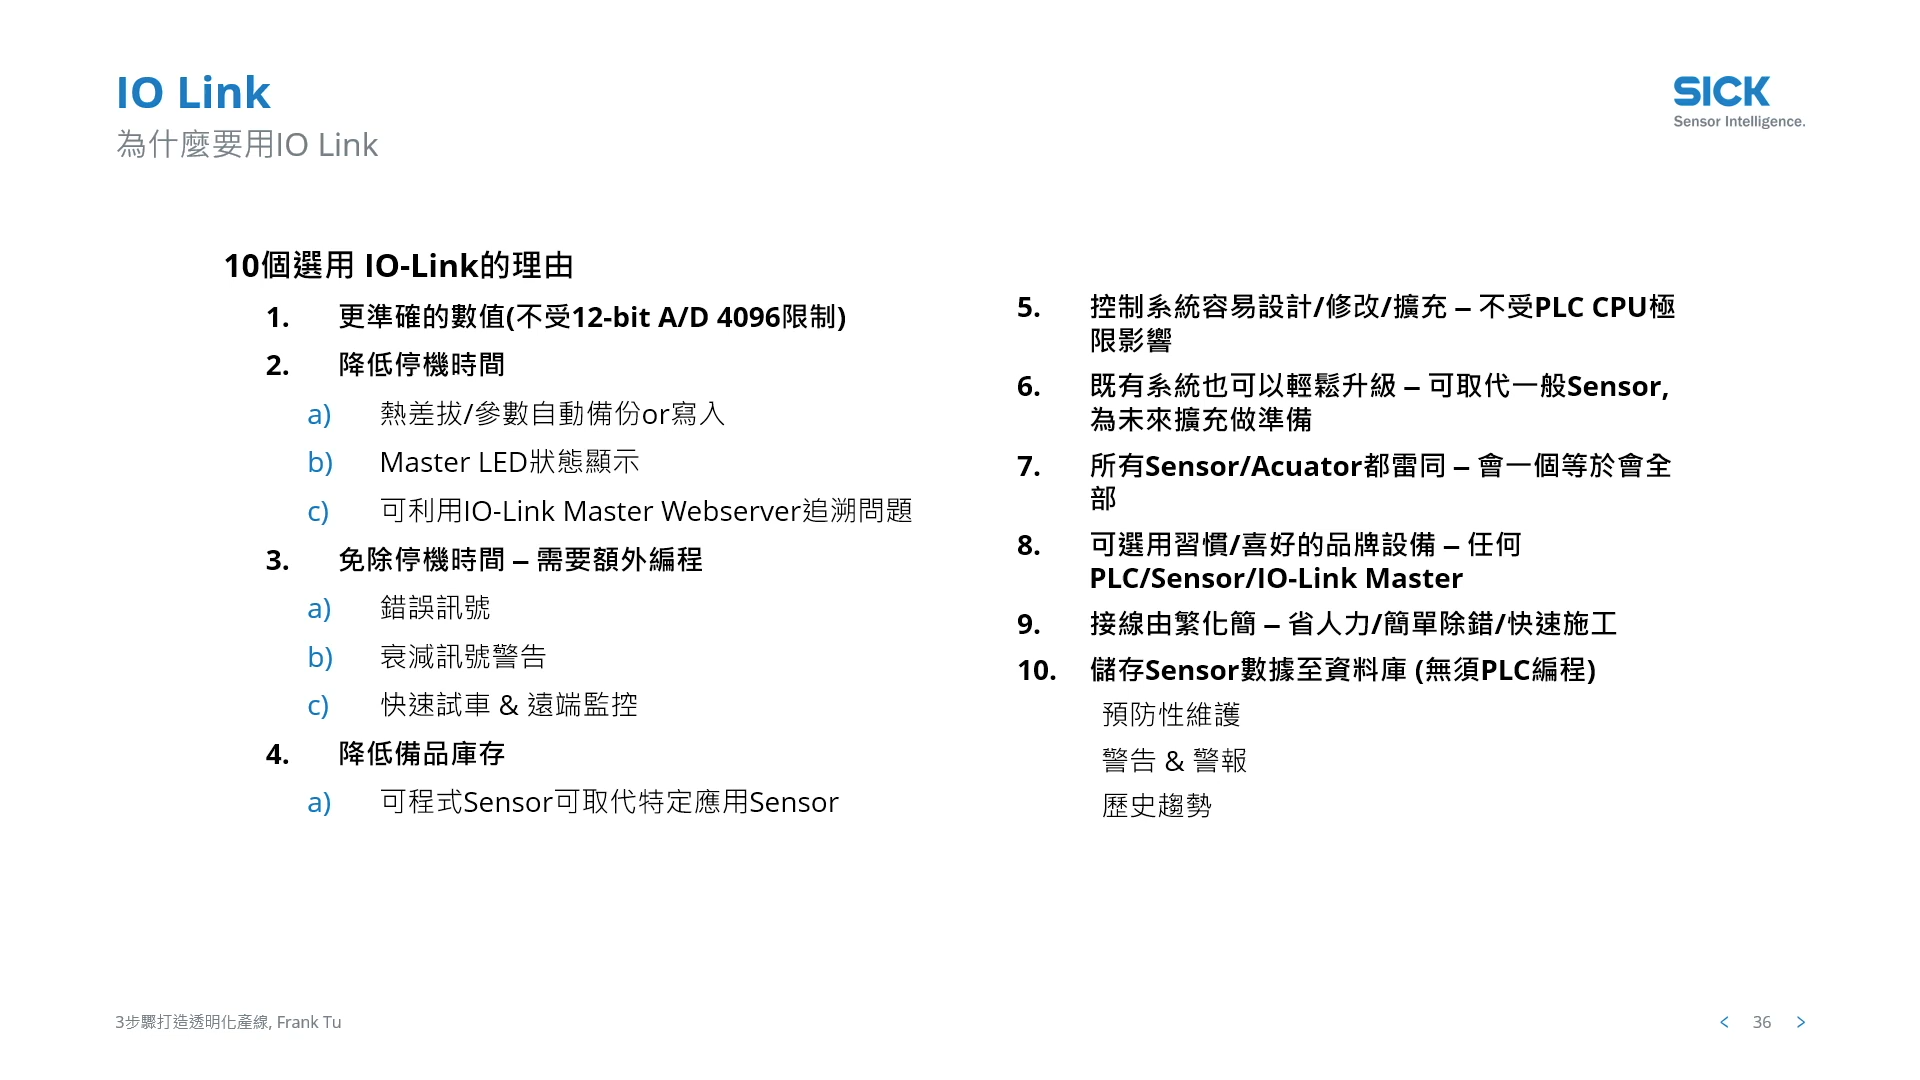 IO Link
為什麼要用IO Link
SICK
Sensor Intelligence.
10個選用 IO-Link的理由
1. 更準確的數值(不受12-bit A/D 4096限制)
2. 降低停機時間
a) 熱差拔/參數自動備份or寫入
b) Master LED狀態顯示
c) 可利用IO-Link Master Webserver追溯問題
3. 免除停機時間 – 需要額外編程
a) 錯誤訊號
b) 衰減訊號警告
c) 快速試車 & 遠端監控
4. 降低備品庫存
a) 可程式Sensor可取代特定應用Sensor
5. 控制系統容易設計/修改/擴充 – 不受PLC CPU極
限影響
6. 既有系統也可以輕鬆升級 – 可取代一般Sensor,
為未來擴充做準備
7. 所有Sensor/Acuator都雷同 – 會一個等於會全
部
8. 可選用習慣/喜好的品牌設備 – 任何
PLC/Sensor/IO-Link Master
9. 接線由繁化簡 – 省人力/簡單除錯/快速施工
10. 儲存Sensor數據至資料庫 (無須PLC編程)
預防性維護
警告 & 警報
歷史趨勢
3步驟打造透明化產線, Frank Tu
< 36 >